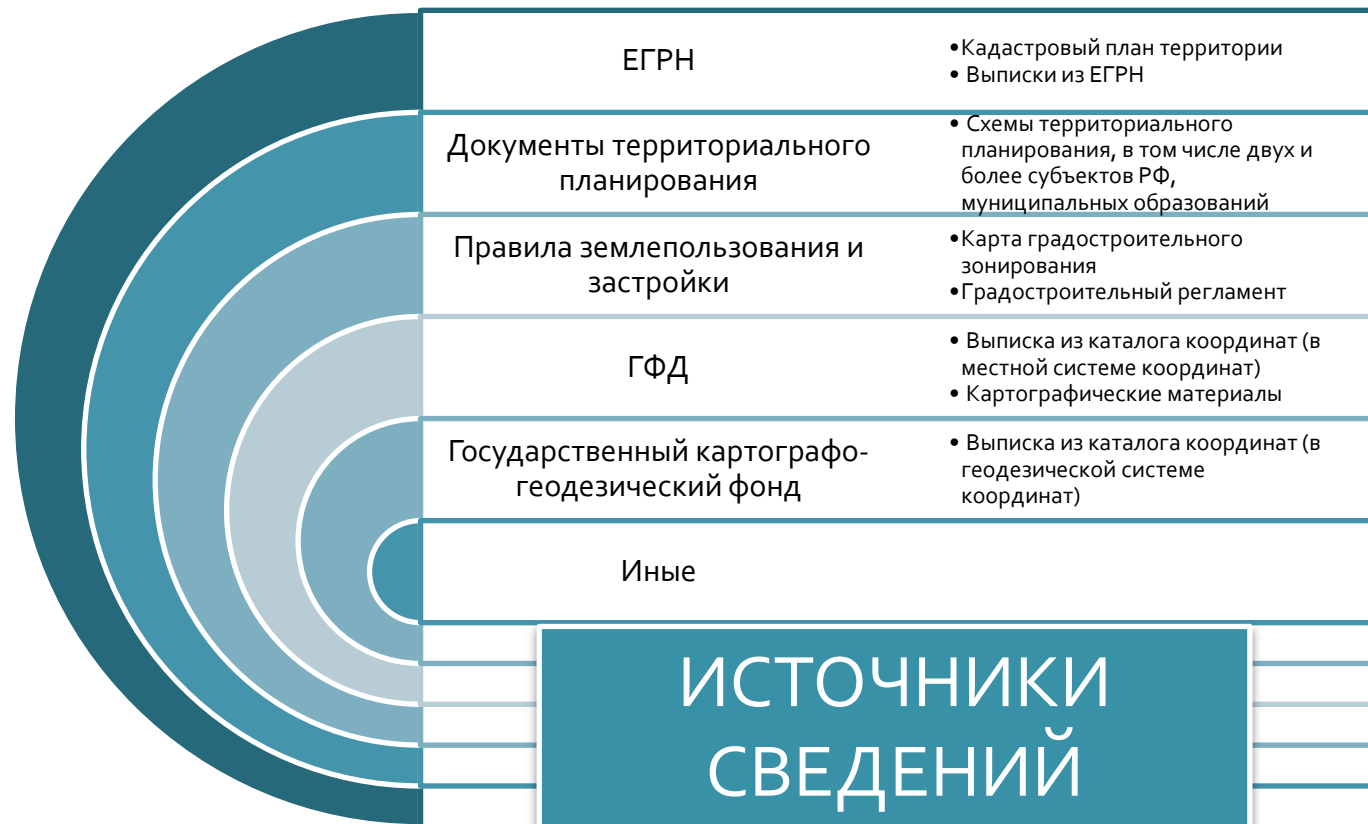 ЕГРН
•Кадастровый план территории
• Выписки из ЕГРН
Документы территориального
планирования
• Схемы территориального
планирования, в том числе двух и
более субъектов РФ,
муниципальных образований
Правила землепользования и
застройки
•Карта градостроительного
зонирования
•Градостроительный регламент
ГФД
• Выписка из каталога координат (в
местной системе координат)
• Картографические материалы
Государственный картографо-
геодезический фонд
• Выписка из каталога координат (в
геодезической системе
координат)
Иные
ИСТОЧНИКИ
СВЕДЕНИЙ